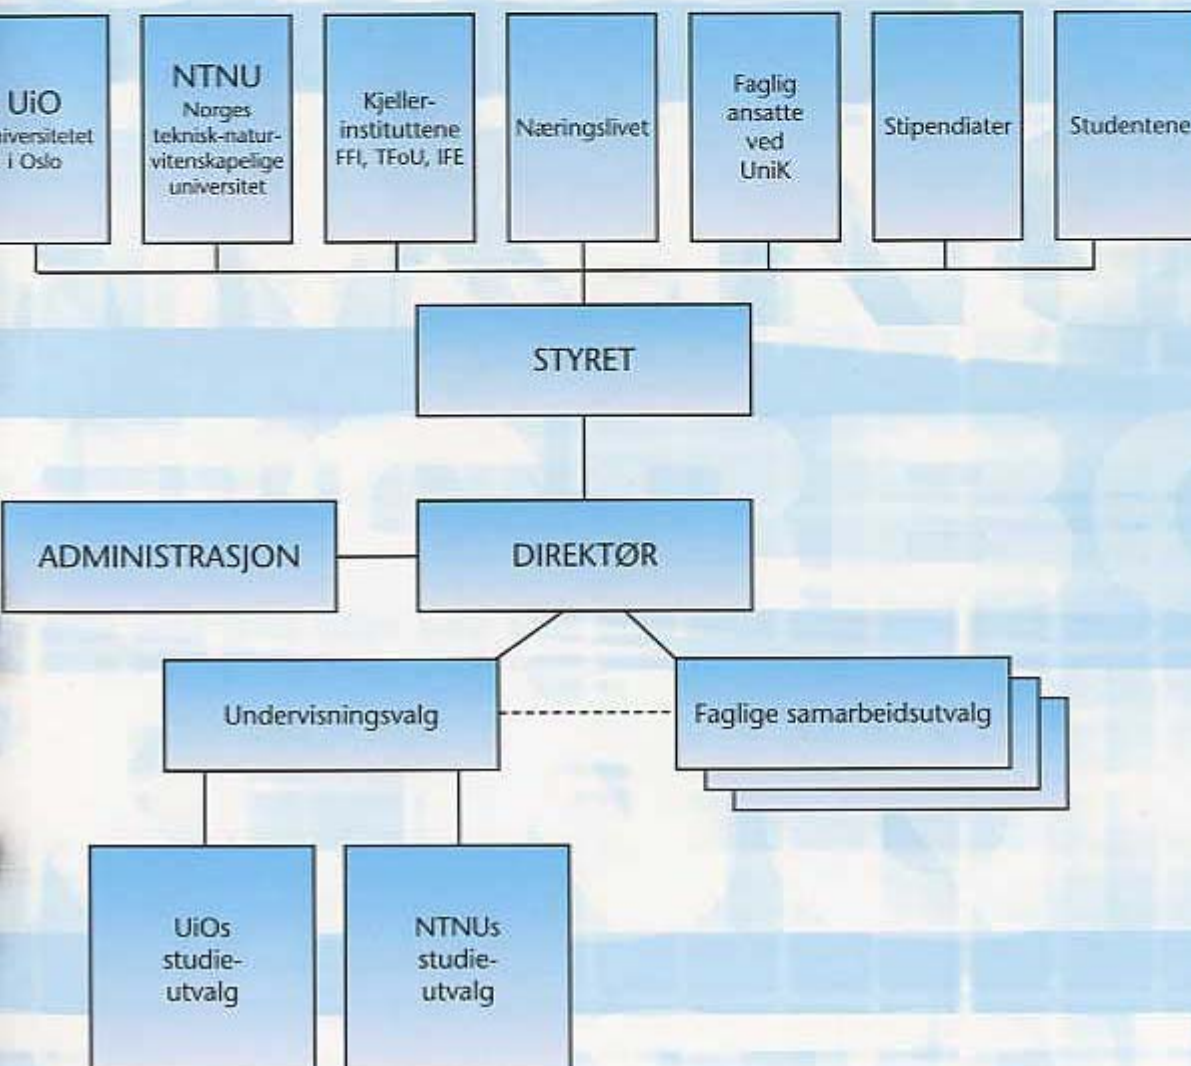 UiO
i Oslo
NTNU
Norges
teknisk-natur-
vitenskapelige
universitet
Kjeller-
instituttene
FFI, TFoU, IFE
Næringslivet
Faglig
ansatte
ved
UniK
Stipendiater
Studentene
STYRET
ADMINISTRASJON
DIREKTØR
Undervisningsvalg
Faglige samarbeidsutvalg
UiOs
studie-
utvalg
NTNUs
studie-
utvalg